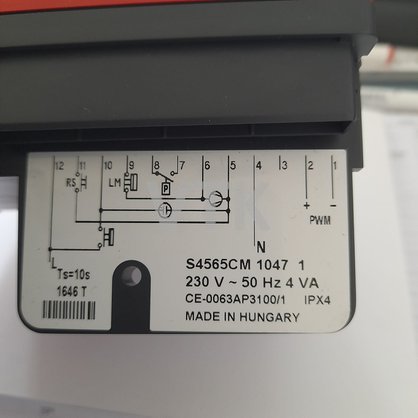 12 11 10 9 8 7 6 5 4 3 2 1
RS LM P
+ −
PWM
N
L
Ts=10s
1646 T
S4565CM 1047 1
230 V ~ 50 Hz 4 VA
CE-0063AP3100/1 IPX4
MADE IN HUNGARY